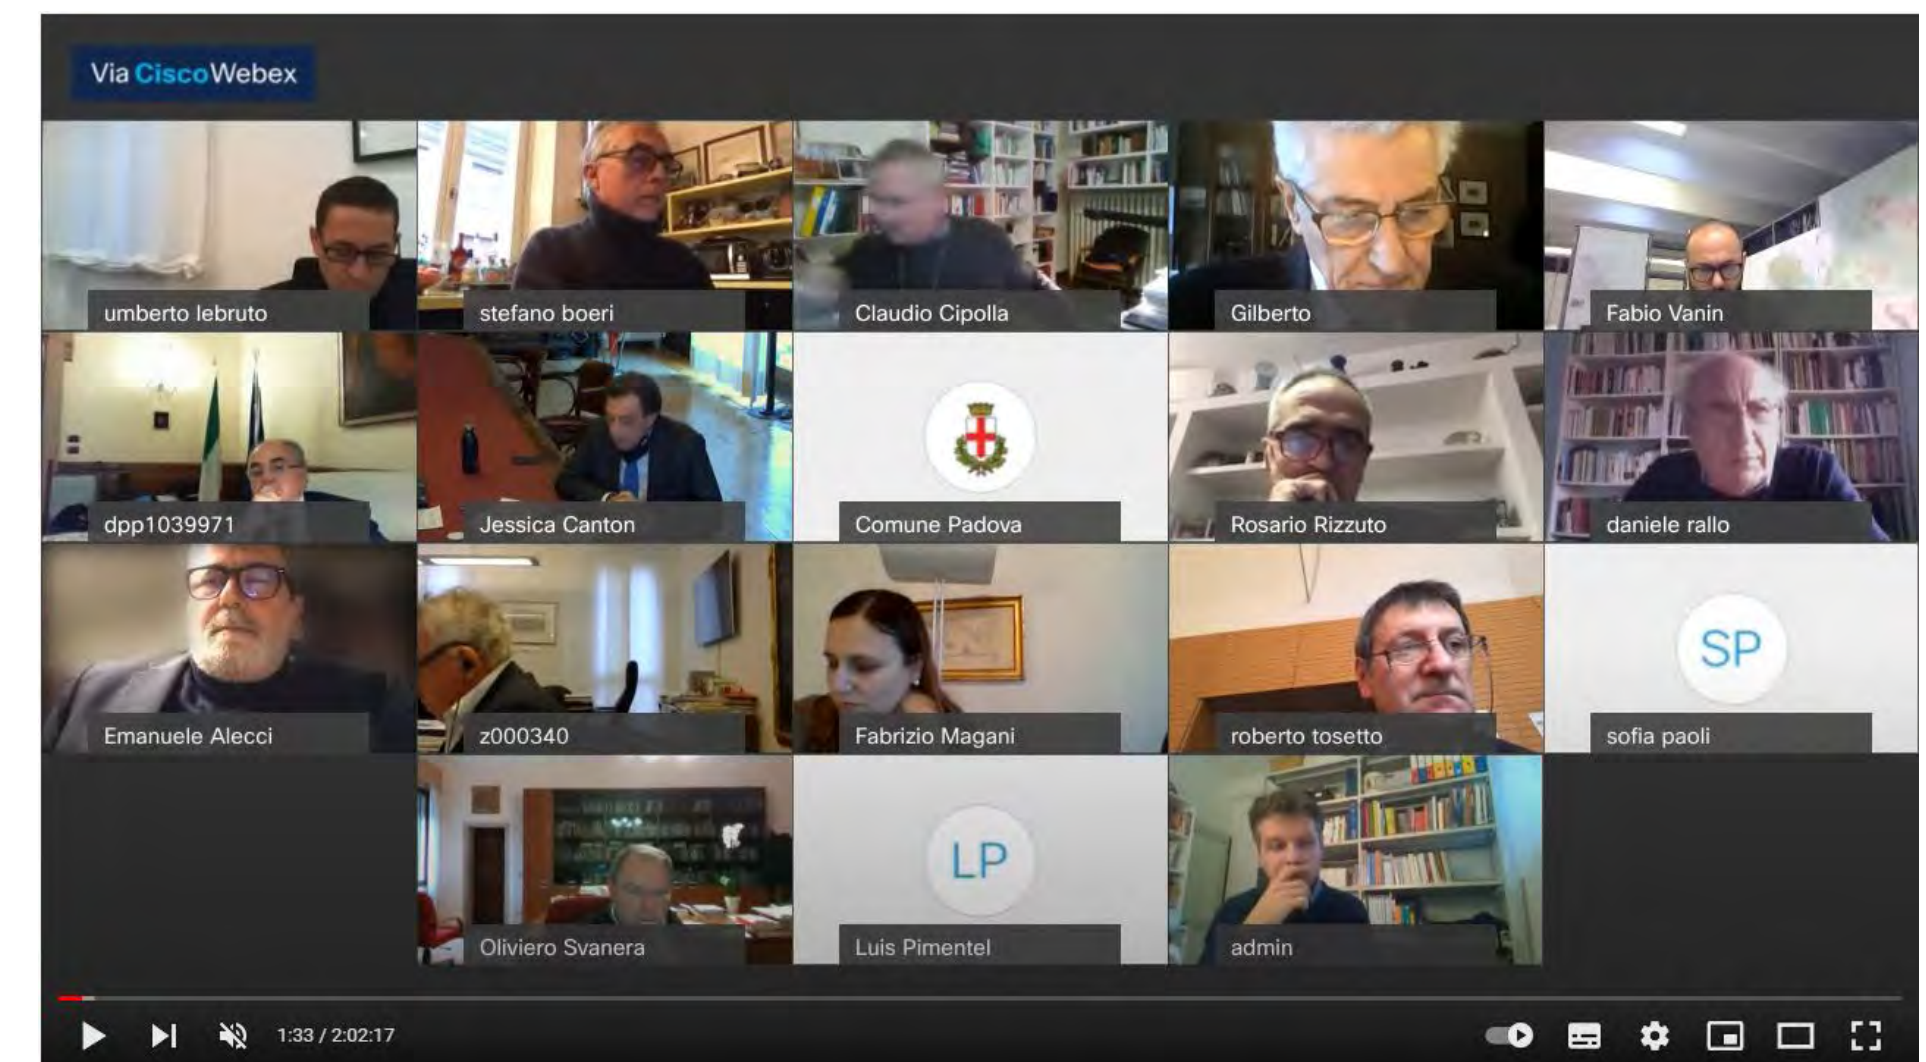 Via CiscoWebex
umberto lebruto
stefano boeri
Claudio Cipolla
Gilberto
Fabio Vanin
dpp1039971
Jessica Canton
Comune Padova
Rosario Rizzuto
daniele rallo
Emanuele Alecci
z000340
Fabrizio Magani
roberto tosetto
SP
sofia paoli
Oliviero Svanera
LP
Luis Pimentel
admin
1:33 / 2:02:17